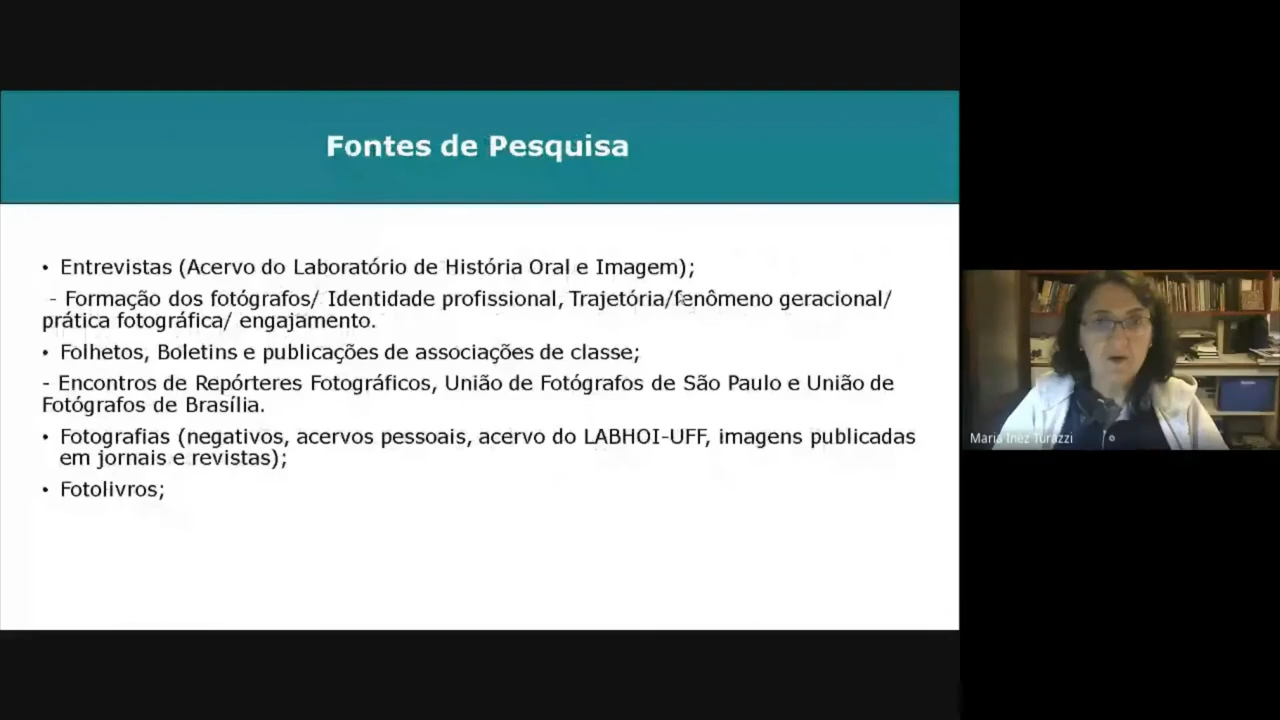 Fontes de Pesquisa
• Entrevistas (Acervo do Laboratório de História Oral e Imagem);
- Formação dos fotógrafos/ Identidade profissional, Trajetória/fenômeno geracional/
prática fotográfica/ engajamento.
• Folhetos, Boletins e publicações de associações de classe;
- Encontros de Repórteres Fotográficos, União de Fotógrafos de São Paulo e União de
Fotógrafos de Brasília.
• Fotografias (negativos, acervos pessoais, acervo do LABHOI-UFF, imagens publicadas
em jornais e revistas);
• Fotolivros;
Maria Inez Turazzi